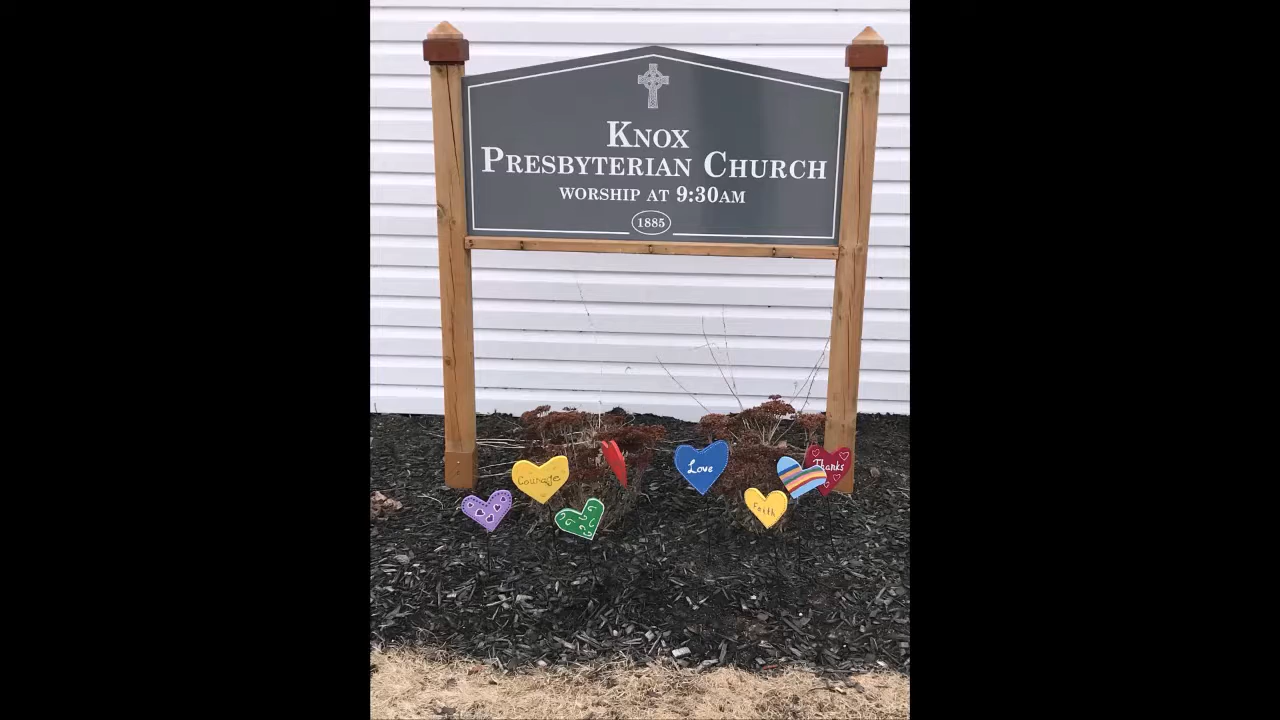 KNOX
PRESBYTERIAN CHURCH
WORSHIP AT 9:30AM
1885
Courage
Love
Faith
Thanks